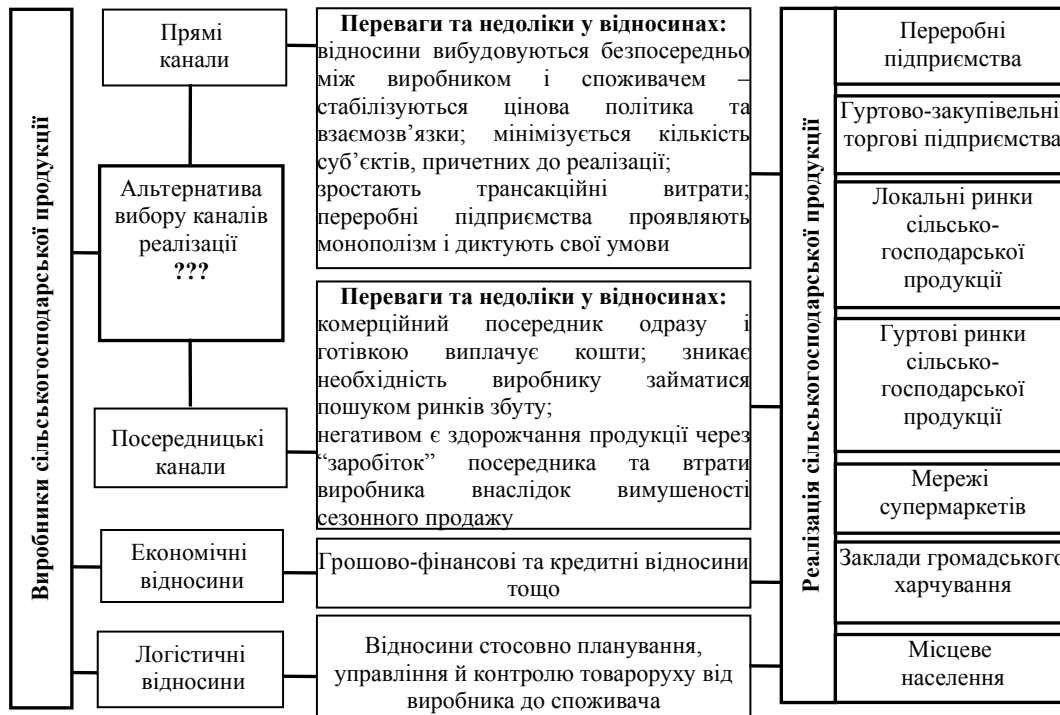 Виробники сільськогосподарської продукції
Прямі
канали
Альтернатива
вибору каналів
реалізації
???
Посередницькі
канали
Економічні
відносини
Логістичні
відносини
Переваги та недоліки у відносинах:
відносини вибудовуються безпосередньо
між виробником і споживачем –
стабілізуються цінова політика та
взаємозв’язки; мінімізується кількість
суб’єктів, причетних до реалізації;
зростають трансакційні витрати;
переробні підприємства проявляють
монополізм і диктують свої умови
Переваги та недоліки у відносинах:
комерційний посередник одразу і
готівкою виплачує кошти; зникає
необхідність виробнику займатися
пошуком ринків збуту;
негативом є здорожчання продукції через
“заробіток” посередника та втрати
виробника внаслідок вимушеності
сезонного продажу
Грошово-фінансові та кредитні відносини
тощо
Відносини стосовно планування,
управління й контролю товароруху від
виробника до споживача
Реалізація сільськогосподарської продукції
Переробні
підприємства
Гуртово-закупівельні
торгові підприємства
Локальні ринки
сільсько-
господарської
продукції
Гуртові ринки
сільсько-
господарської
продукції
Мережі
супермаркетів
Заклади громадського
харчування
Місцеве
населення